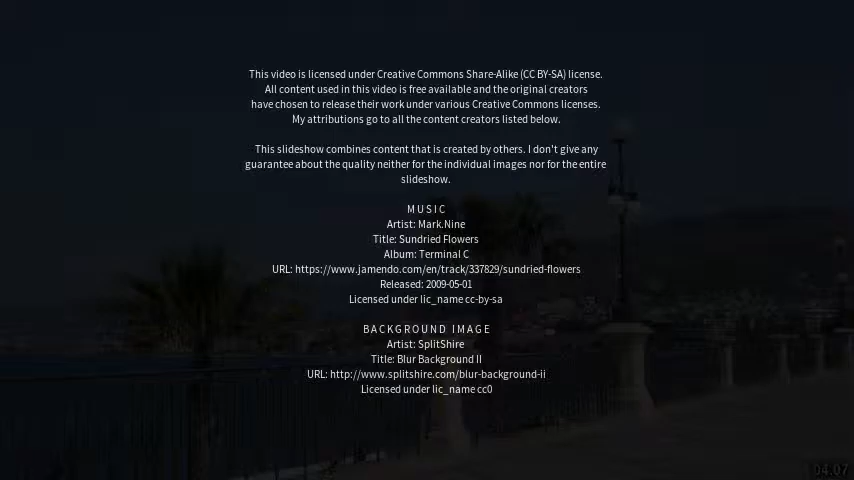 This video is licensed under Creative Commons Share-Alike (CC BY-SA) license.
All content used in this video is free available and the original creators
have chosen to release their work under various Creative Commons licenses.
My attributions go to all the content creators listed below.
This slideshow combines content that is created by others. I don't give any
guarantee about the quality neither for the individual images nor for the entire
slideshow.
M U S I C
Artist: Mark.Nine
Title: Sundried Flowers
Album: Terminal C
URL: https://www.jamendo.com/en/track/337829/sundried-flowers
Released: 2009-05-01
Licensed under lic_name cc-by-sa
B A C K G R O U N D  I M A G E
Artist: SplitShire
Title: Blur Background II
URL: http://www.splitshire.com/blur-background-ii
Licensed under lic_name cc0
04.07